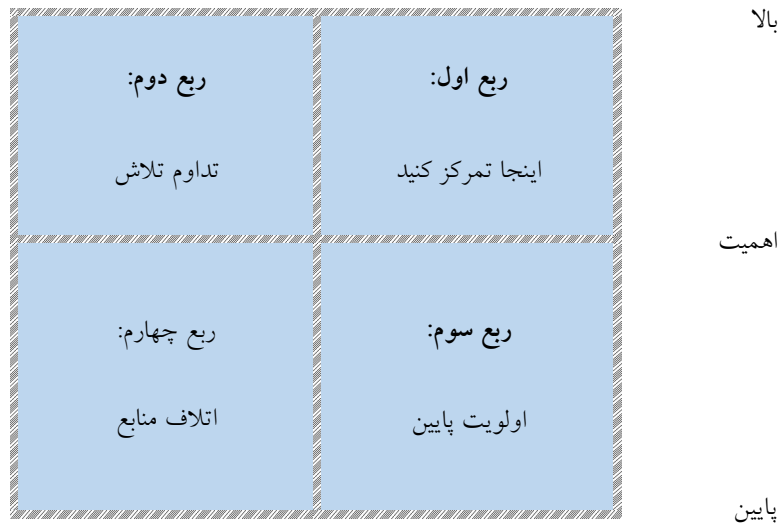 بالا
ربع اول:
اینجا تمرکز کنید
ربع دوم:
تداوم تلاش
اهمیت
ربع سوم:
اولویت پایین
ربع چهارم:
اتلاف منابع
پایین